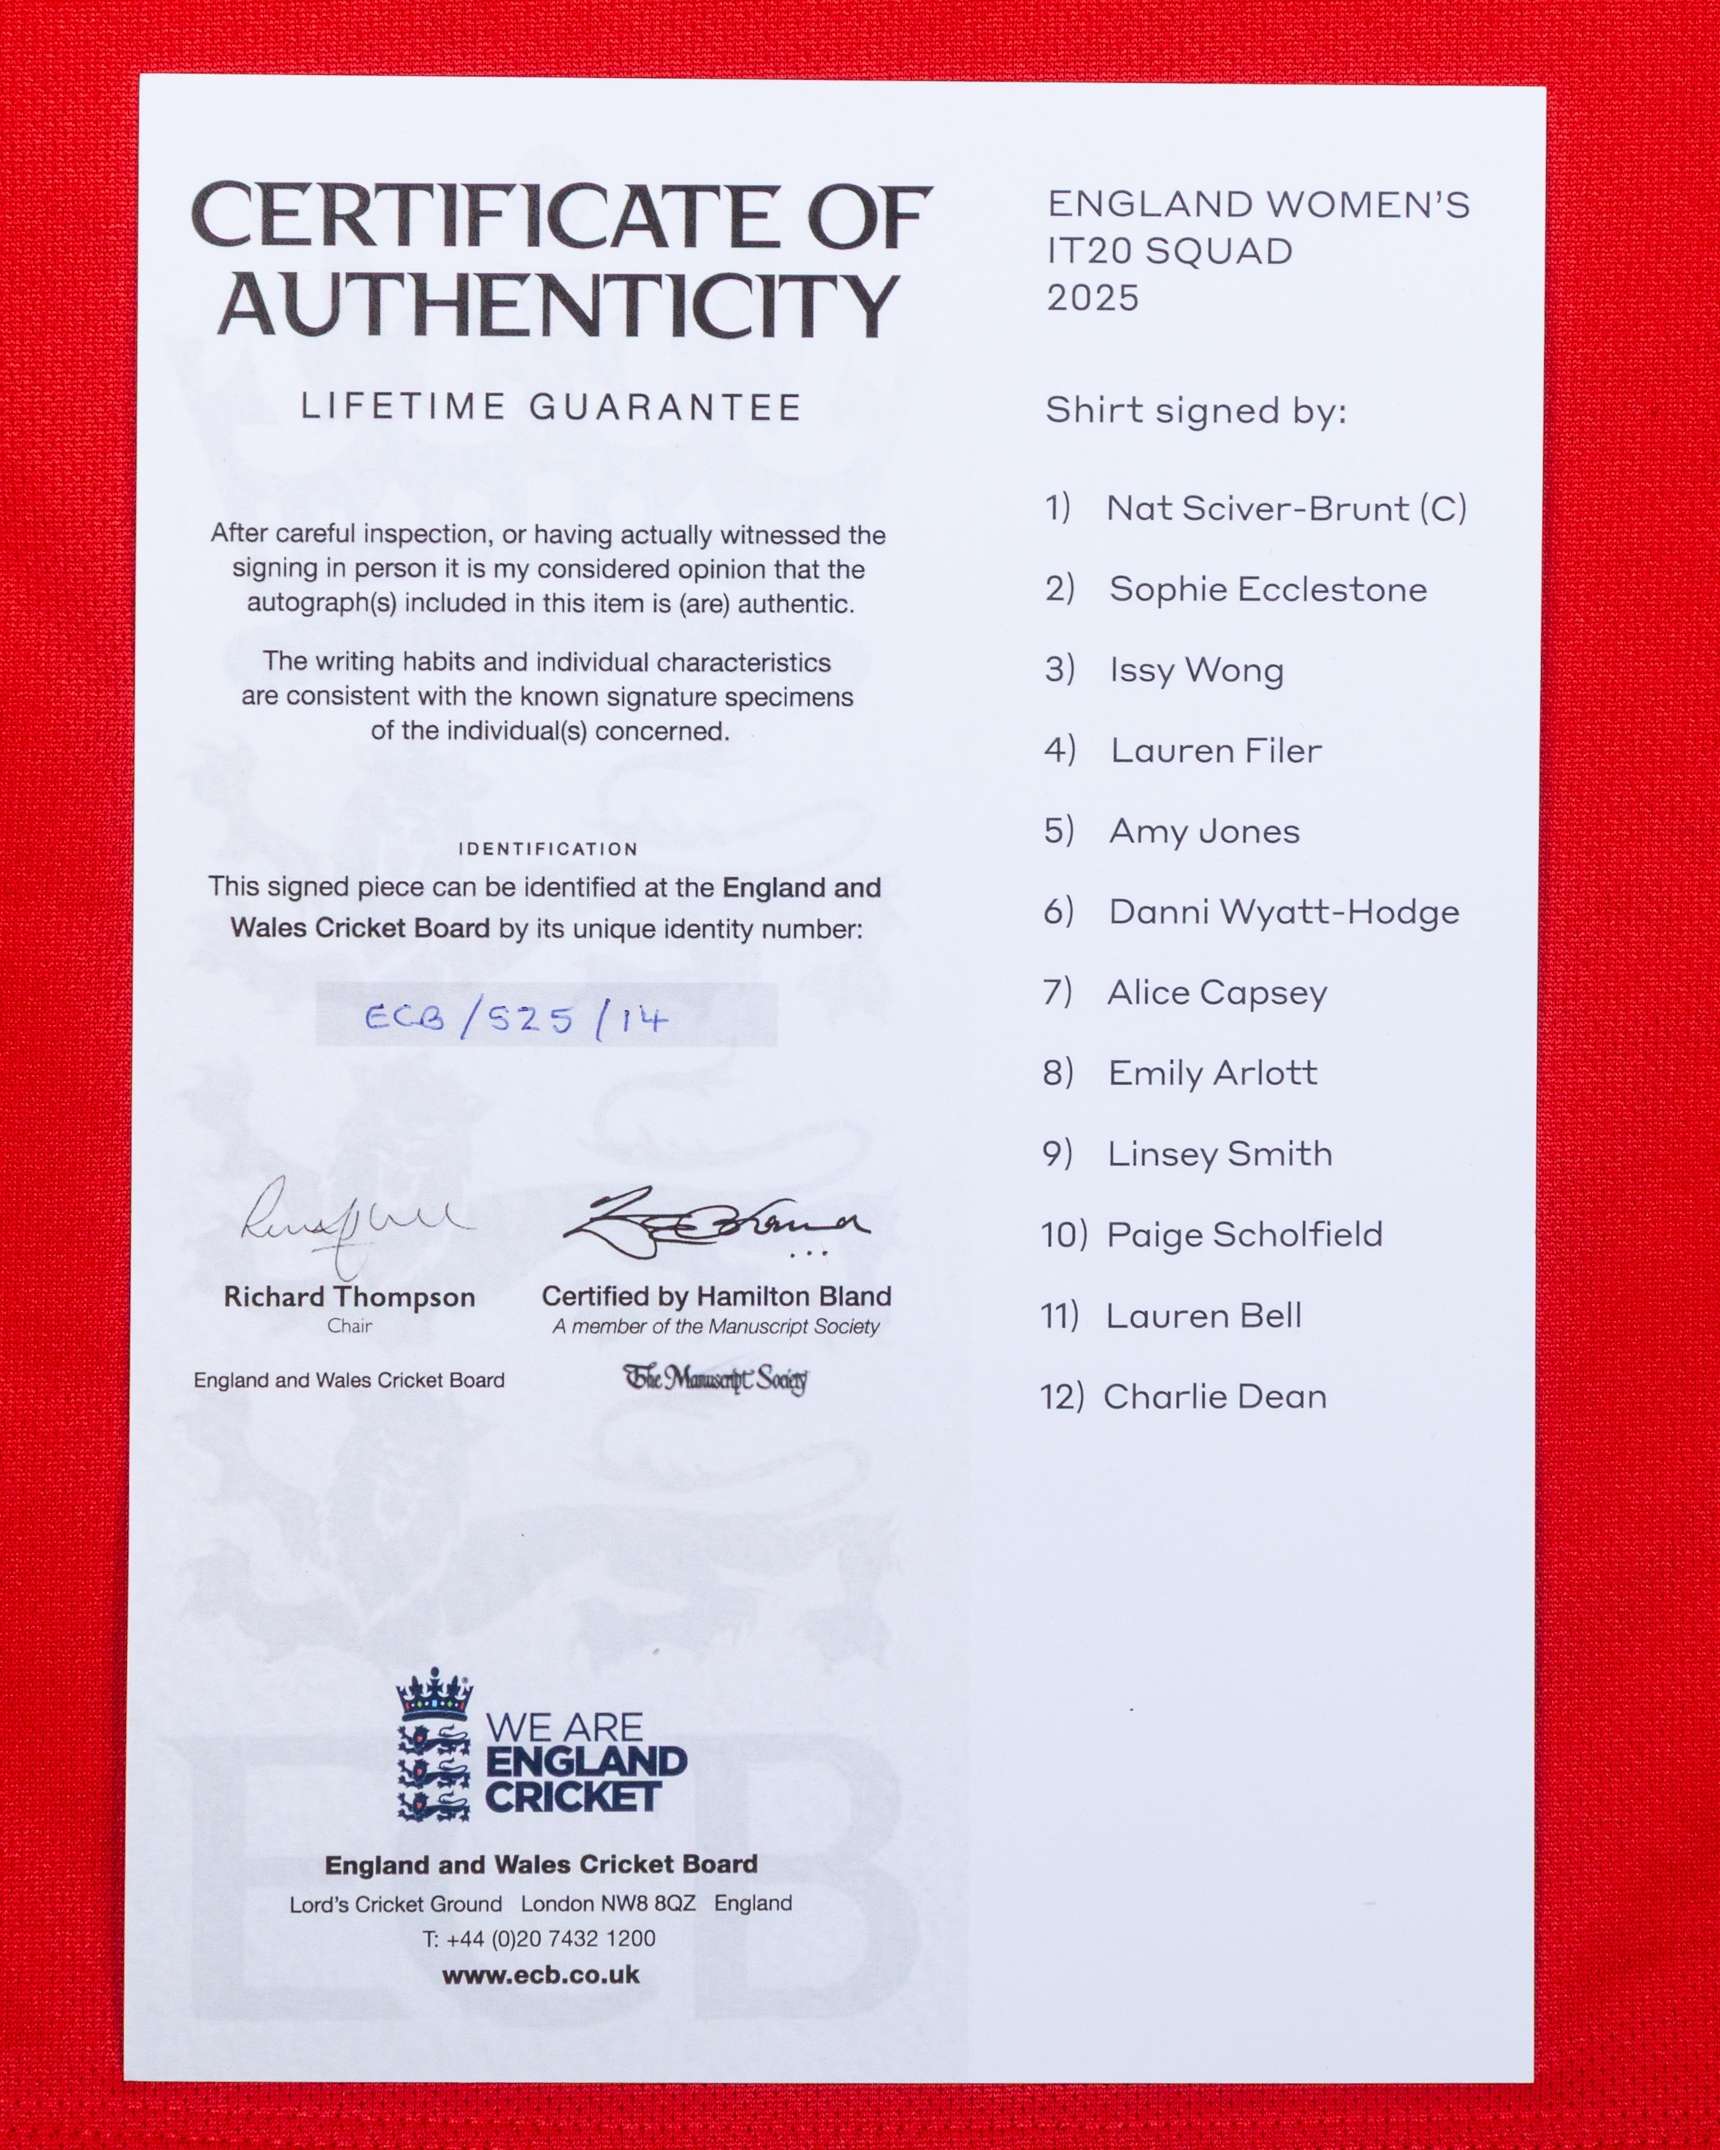 CERTIFICATE OF
AUTHENTICITY
LIFETIME GUARANTEE
After careful inspection, or having actually witnessed the
signing in person it is my considered opinion that the
autograph(s) included in this item is (are) authentic.
The writing habits and individual characteristics
are consistent with the known signature specimens
of the individual(s) concerned.
IDENTIFICATION
This signed piece can be identified at the England and
Wales Cricket Board by its unique identity number:
ECB/S25/14
Richard Thompson
Chair
England and Wales Cricket Board
Certified by Hamilton Bland
A member of the Manuscript Society
The Manuscript Society
WE ARE
ENGLAND
CRICKET
England and Wales Cricket Board
Lord's Cricket Ground London NW8 8QZ England
T: +44 (0)20 7432 1200
www.ecb.co.uk
ECB
ENGLAND WOMEN'S
IT20 SQUAD
2025
Shirt signed by:
1) Nat Sciver-Brunt (C)
2) Sophie Ecclestone
3) Issy Wong
4) Lauren Filer
5) Amy Jones
6) Danni Wyatt-Hodge
7) Alice Capsey
8) Emily Arlott
9) Linsey Smith
10) Paige Scholfield
11) Lauren Bell
12) Charlie Dean